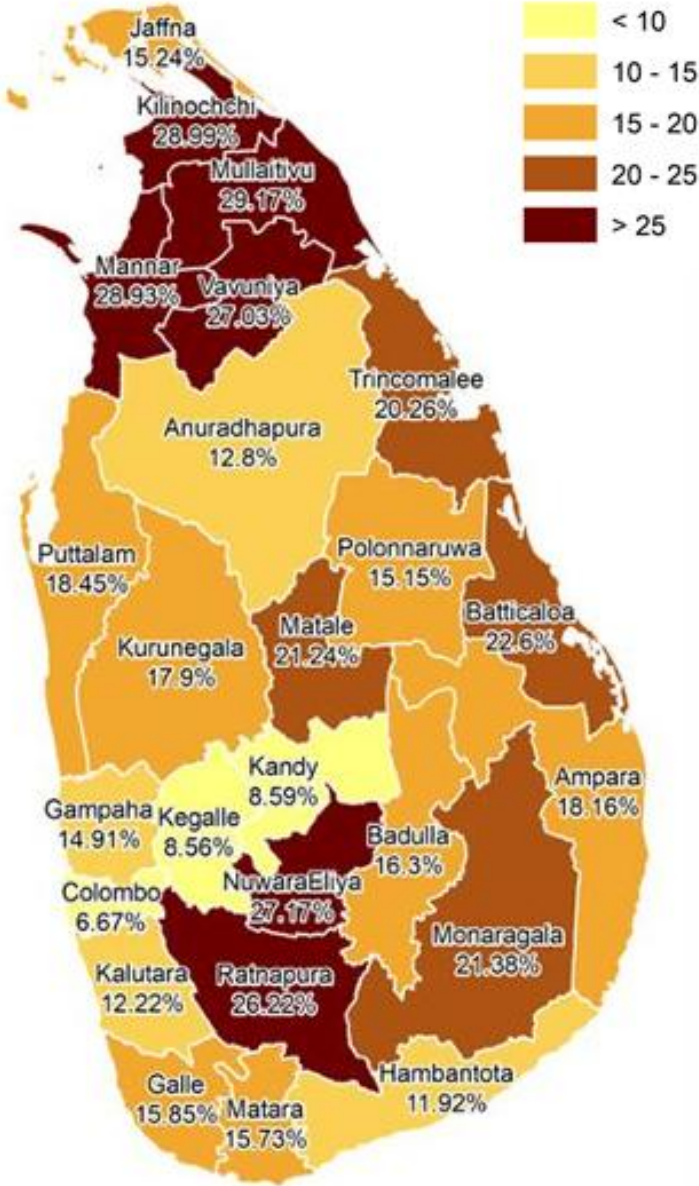 < 10
10 - 15
15 - 20
20 - 25
> 25
Jaffna
15.24%
Kilinochchi
28.99%
Mullaitivu
29.17%
Mannar
28.93%
Vavuniya
27.03%
Trincomalee
20.26%
Anuradhapura
12.8%
Puttalam
18.45%
Polonnaruwa
15.15%
Batticaloa
22.6%
Matale
21.24%
Kurunegala
17.9%
Kandy
8.59%
Ampara
18.16%
Gampaha
14.91%
Kegalle
8.56%
Badulla
16.3%
NuwaraEliya
27.17%
Colombo
6.67%
Monaragala
21.38%
Kalutara
12.22%
Ratnapura
26.22%
Hambantota
11.92%
Galle
15.85%
Matara
15.73%